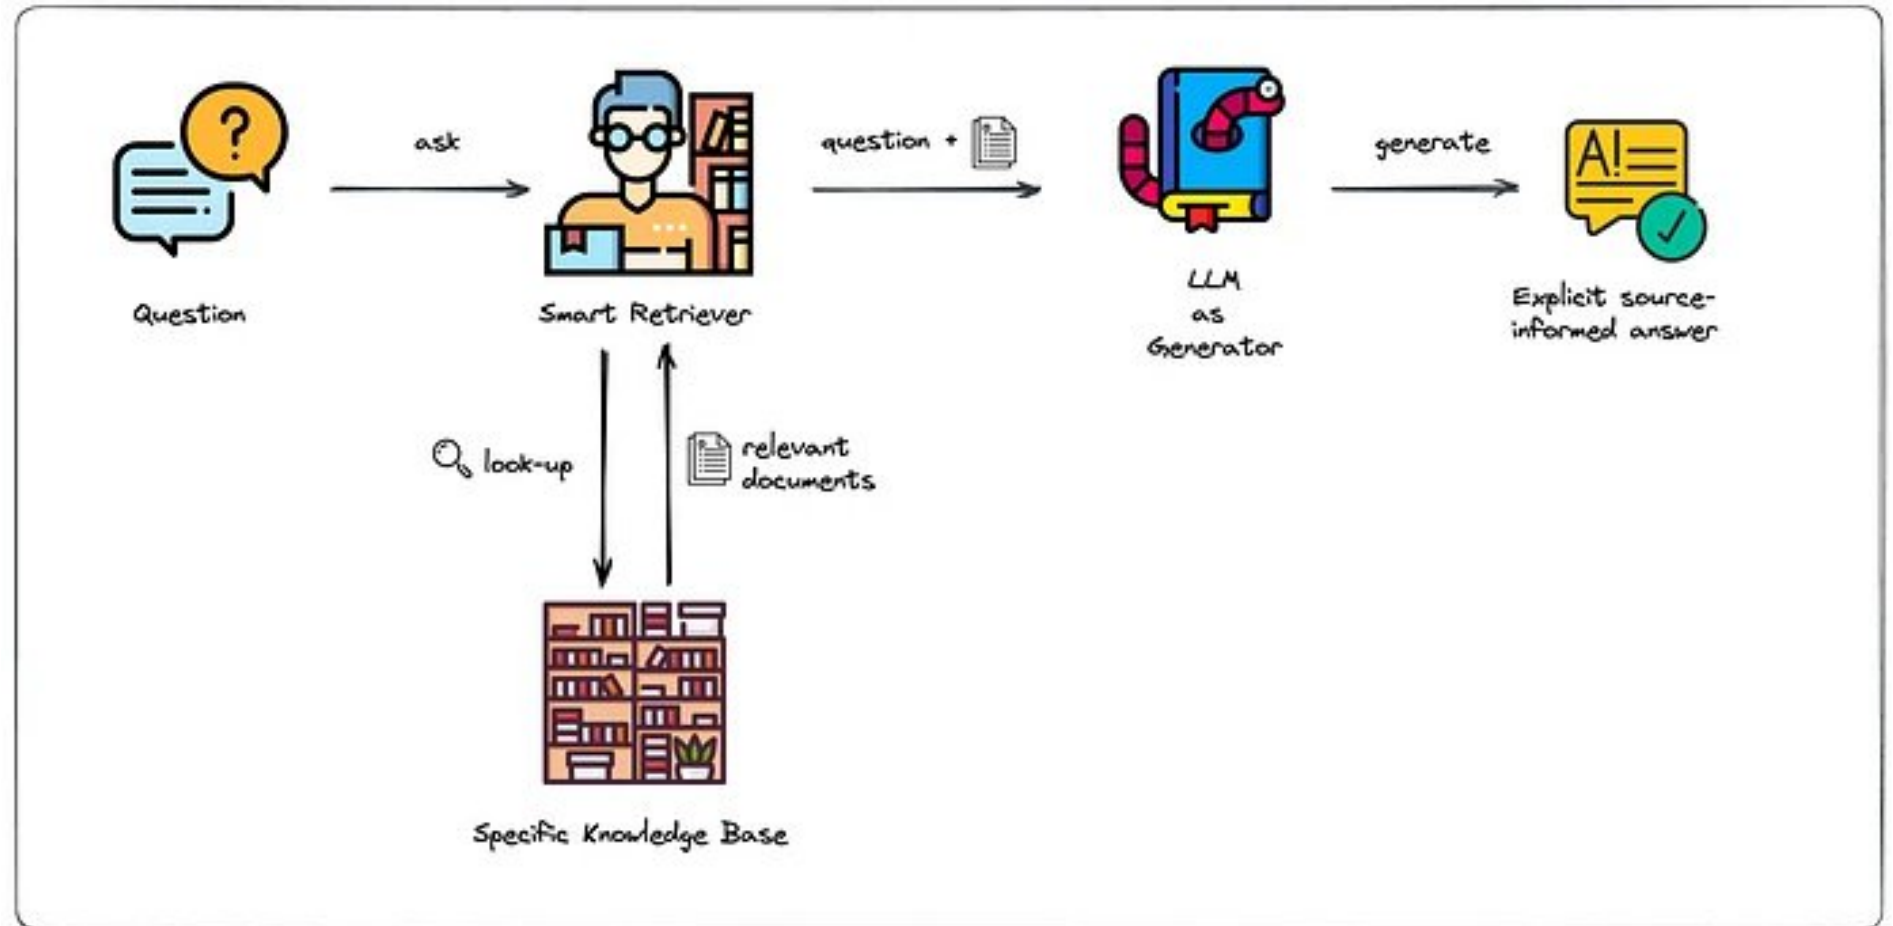 ?
ask
question +
generate
A!
Question
Smart Retriever
LLM
as
Generator
Explicit source-
informed answer
look-up
relevant
documents
Specific Knowledge Base